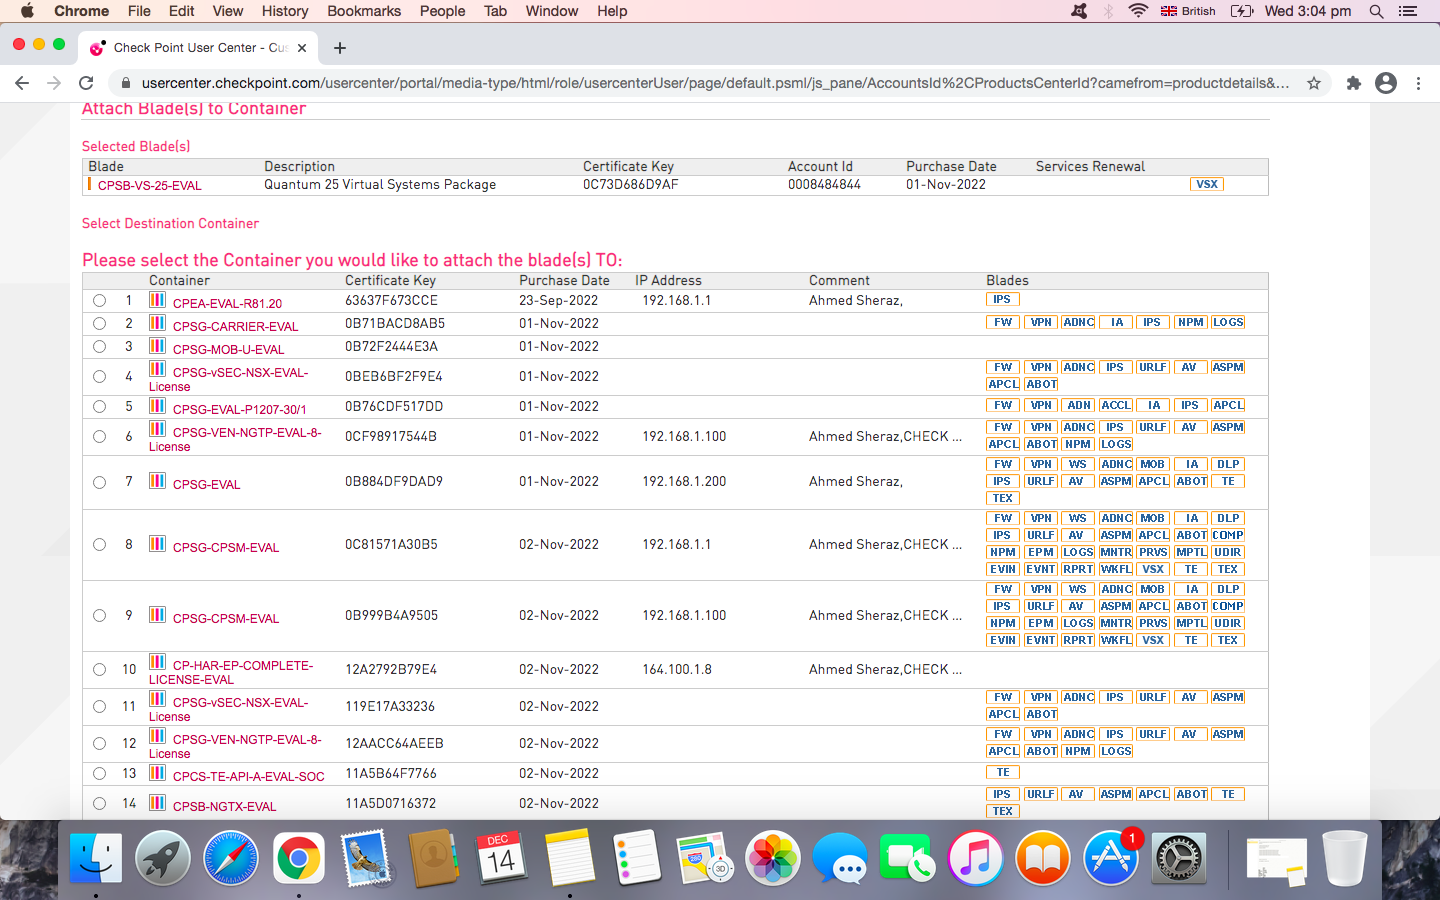 Chrome File Edit View History Bookmarks People Tab Window Help British Wed 3:04 pm
Check Point User Center - Cus
usercenter.checkpoint.com/usercenter/portal/media-type/html/role/usercenterUser/page/default.psml/js_pane/AccountsId%2CProductsCenterId?camefrom=productdetails&...
Attach Blade(s) to Container
Selected Blade(s)
Blade Description Certificate Key Account Id Purchase Date Services Renewal
CPSB-VS-25-EVAL Quantum 25 Virtual Systems Package 0C73D686D9AF 0008484844 01-Nov-2022 VSX
Select Destination Container
Please select the Container you would like to attach the blade(s) TO:
Container Certificate Key Purchase Date IP Address Comment Blades
1 CPEA-EVAL-R81.20 63637F673CCE 23-Sep-2022 192.168.1.1 Ahmed Sheraz, IPS
2 CPSG-CARRIER-EVAL 0B71BACD8AB5 01-Nov-2022 FW VPN ADNC IA IPS NPM LOGS
3 CPSG-MOB-U-EVAL 0B72F2444E3A 01-Nov-2022
4 CPSG-vSEC-NSX-EVAL-License 0BEB6BF2F9E4 01-Nov-2022 FW VPN ADNC IPS URLF AV ASPM
APCL ABOT
5 CPSG-EVAL-P1207-30/1 0B76CDF517DD 01-Nov-2022 FW VPN ADN ACCL IA IPS APCL
6 CPSG-VEN-NGTP-EVAL-8-License 0CF98917544B 01-Nov-2022 192.168.1.100 Ahmed Sheraz,CHECK ... FW VPN ADNC IPS URLF AV ASPM
APCL ABOT NPM LOGS
7 CPSG-EVAL 0B884DF9DAD9 01-Nov-2022 192.168.1.200 Ahmed Sheraz, FW VPN WS ADNC MOB IA DLP
IPS URLF AV ASPM APCL ABOT TE
TEX
8 CPSG-CPSM-EVAL 0C81571A30B5 02-Nov-2022 192.168.1.1 Ahmed Sheraz,CHECK ... FW VPN WS ADNC MOB IA DLP
IPS URLF AV ASPM APCL ABOT COMP
NPM EPM LOGS MNTR PRVS MPTL UDIR
EVIN EVNT RPRT WKFL VSX TE TEX
9 CPSG-CPSM-EVAL 0B999B4A9505 02-Nov-2022 192.168.1.100 Ahmed Sheraz,CHECK ... FW VPN WS ADNC MOB IA DLP
IPS URLF AV ASPM APCL ABOT COMP
NPM EPM LOGS MNTR PRVS MPTL UDIR
EVIN EVNT RPRT WKFL VSX TE TEX
10 CP-HAR-EP-COMPLETE-LICENSE-EVAL 12A2792B79E4 02-Nov-2022 164.100.1.8 Ahmed Sheraz,CHECK ...
11 CPSG-vSEC-NSX-EVAL-License 119E17A33236 02-Nov-2022 FW VPN ADNC IPS URLF AV ASPM
APCL ABOT
12 CPSG-VEN-NGTP-EVAL-8-License 12AACC64AEEB 02-Nov-2022 FW VPN ADNC IPS URLF AV ASPM
APCL ABOT NPM LOGS
13 CPCS-TE-API-A-EVAL-SOC 11A5B64F7766 02-Nov-2022 TE
14 CPSB-NGTX-EVAL 11A5D0716372 02-Nov-2022 IPS URLF AV ASPM APCL ABOT TE
TEX
DEC
14
280
3D
1